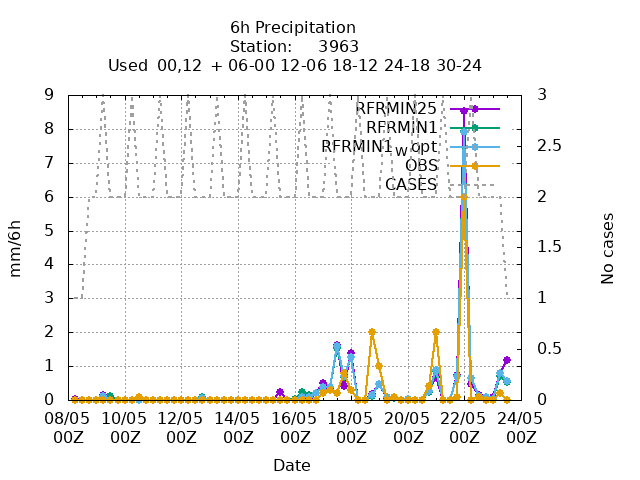 6h Precipitation
Station: 3963
Used 00,12 + 06-00 12-06 18-12 24-18 30-24
RFRMIN25
RFRMIN1
RFRMIN1W opt
OBS
CASES
mm/6h
9
8
7
6
5
4
3
2
1
0
3
2.5
2
1.5
1
0.5
0
No cases
08/05 10/05 12/05 14/05 16/05 18/05 20/05 22/05 24/05
00Z 00Z 00Z 00Z 00Z 00Z 00Z 00Z 00Z
Date